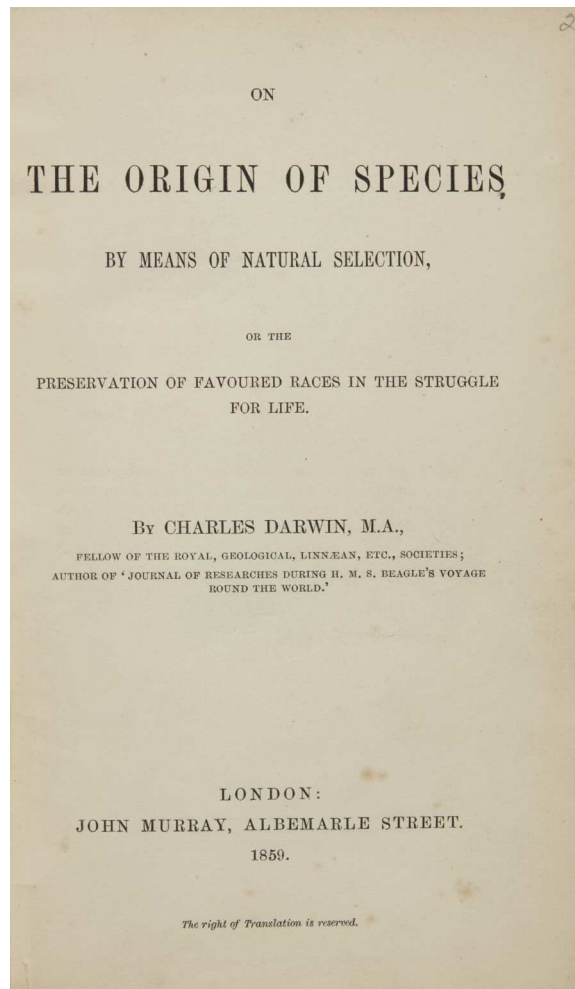 2
ON
THE ORIGIN OF SPECIES
BY MEANS OF NATURAL SELECTION,
OR THE
PRESERVATION OF FAVOURED RACES IN THE STRUGGLE
FOR LIFE.
BY CHARLES DARWIN, M.A.,
FELLOW OF THE ROYAL, GEOLOGICAL, LINNÆAN, ETC., SOCIETIES;
AUTHOR OF ‘JOURNAL OF RESEARCHES DURING H. M. S. BEAGLE’S VOYAGE
ROUND THE WORLD.’
LONDON:
JOHN MURRAY, ALBEMARLE STREET.
1859.
The right of Translation is reserved.